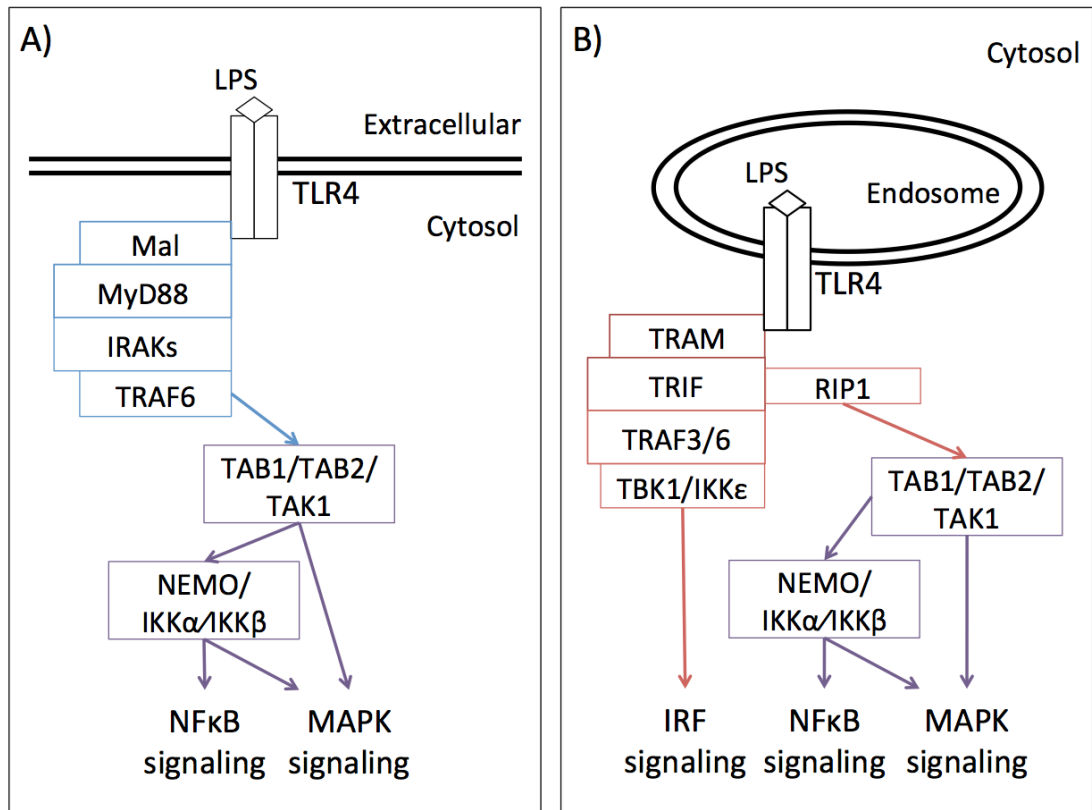 A)
LPS
Extracellular
TLR4
Cytosol
Mal
MyD88
IRAKs
TRAF6
TAB1/TAB2/
TAK1
NEMO/
IKKα/IKKβ
NFκB
signaling
MAPK
signaling
B)
Cytosol
LPS
Endosome
TLR4
TRAM
TRIF
RIP1
TRAF3/6
TBK1/IKKε
TAB1/TAB2/
TAK1
NEMO/
IKKα/IKKβ
IRF
signaling
NFκB
signaling
MAPK
signaling